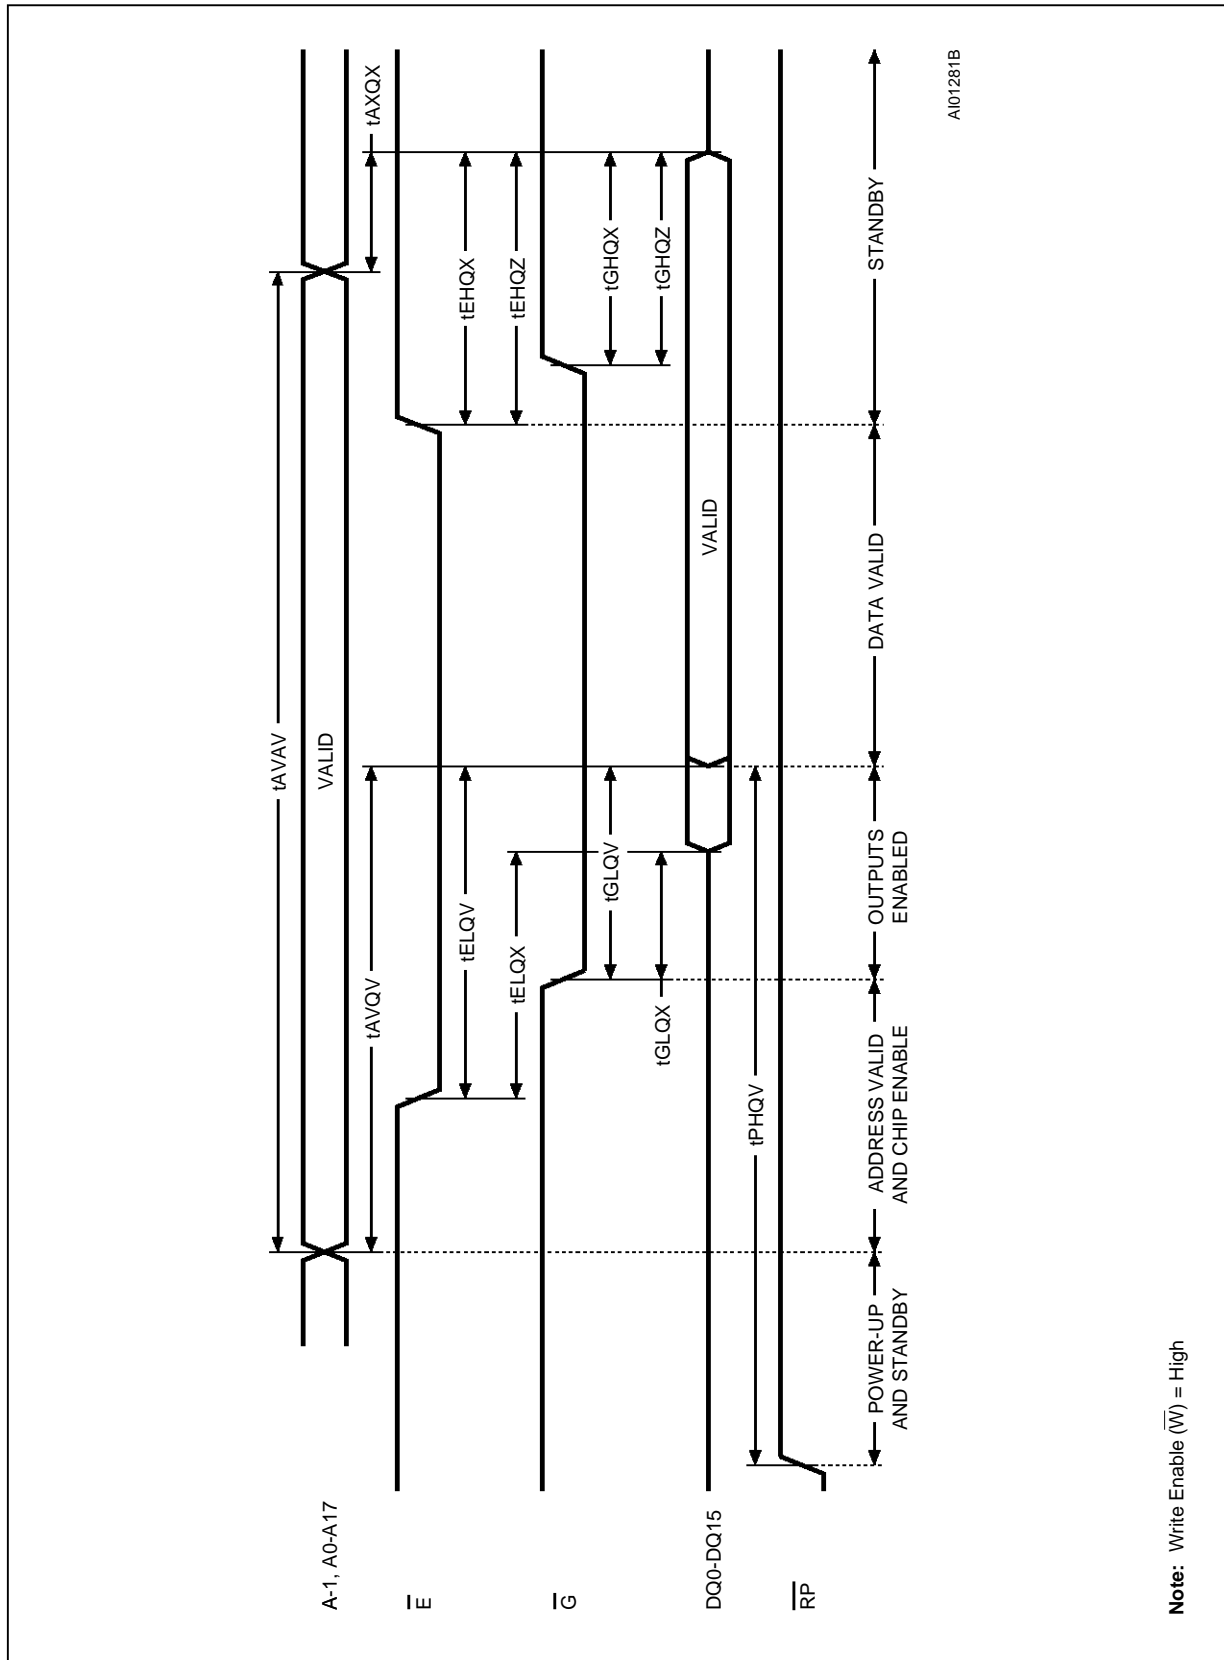 A-1, A0-A17
VALID
tAVAV
tAVQV
tAXQX
E
tELQV
tEHQX
tELQX
tEHQZ
G
tGLQV
tGHQX
tGLQX
tGHQZ
DQ0-DQ15
VALID
tPHQV
RP
POWER-UP
AND STANDBY
ADDRESS VALID
AND CHIP ENABLE
OUTPUTS
ENABLED
DATA VALID
STANDBY
AI01281B
Note: Write Enable (W̅) = High